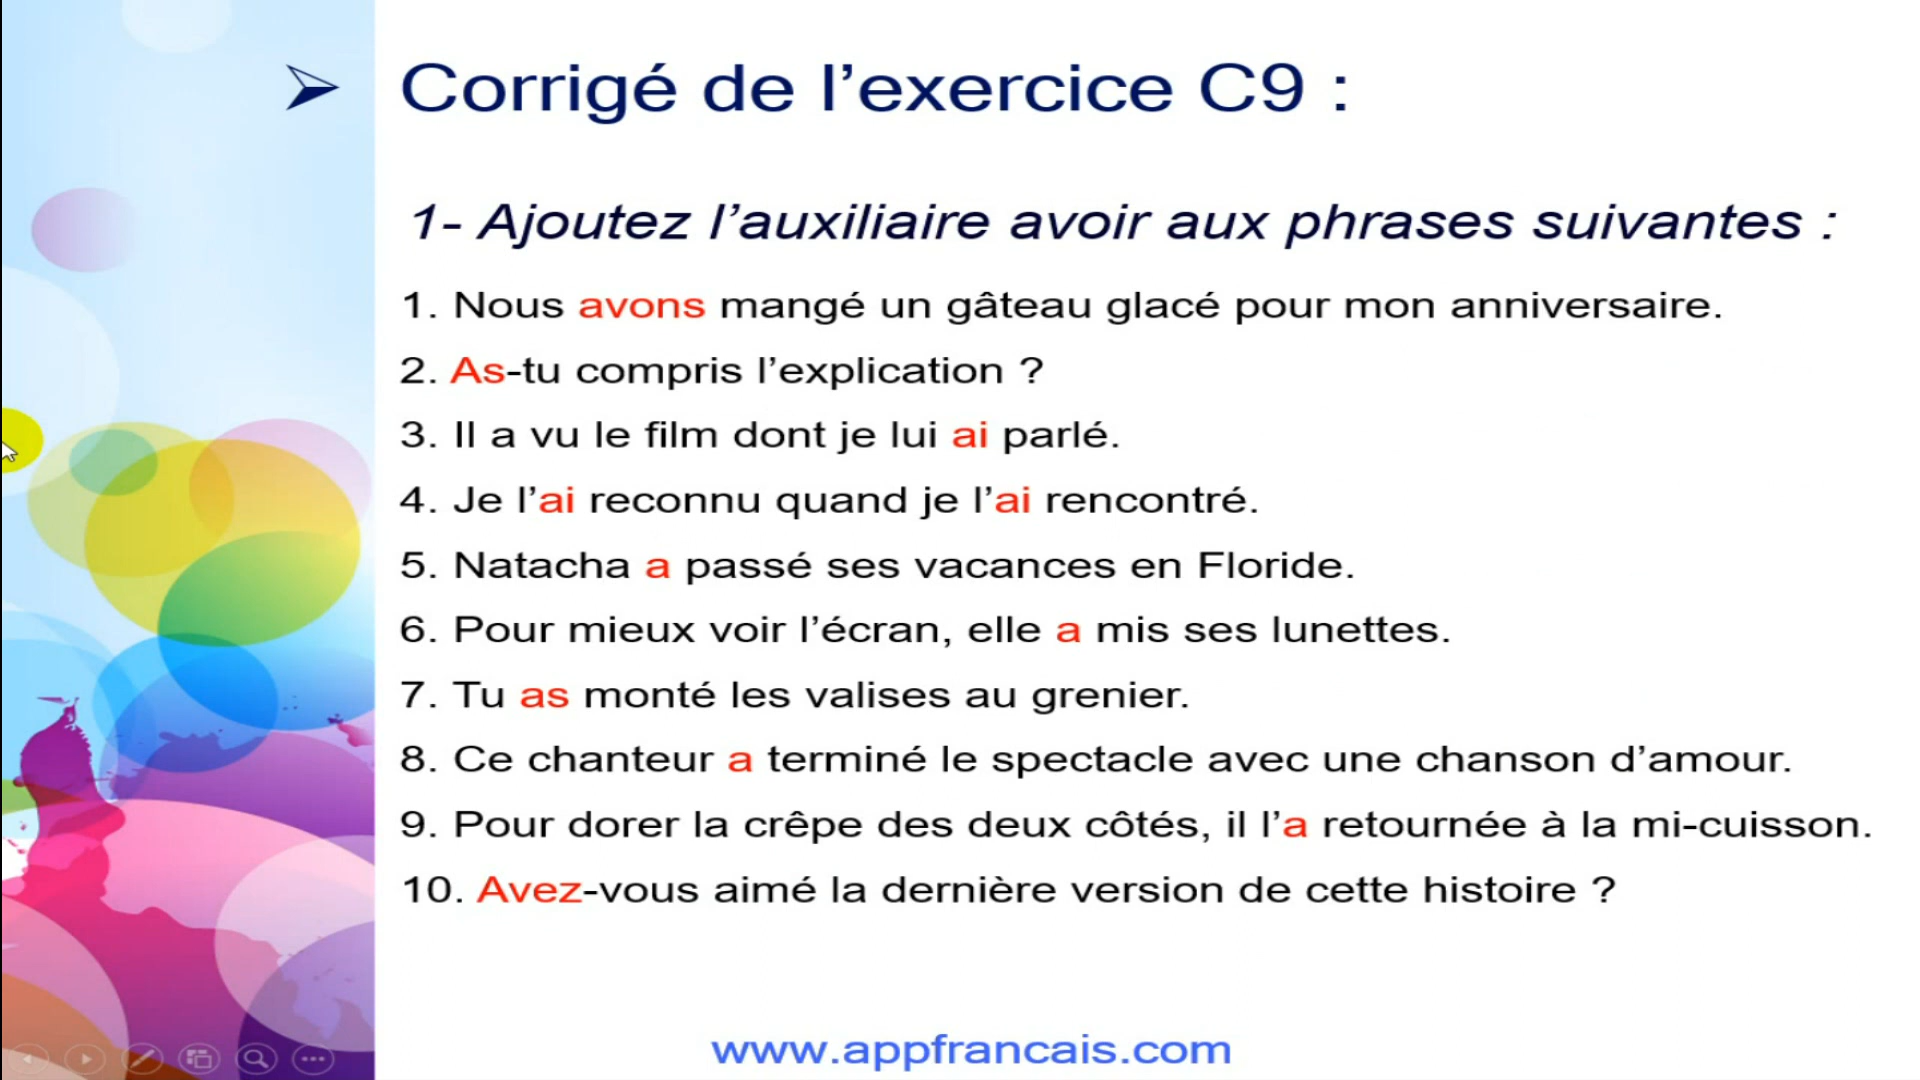 Corrigé de l’exercice C9 :
1- Ajoutez l’auxiliaire avoir aux phrases suivantes :
1. Nous avons mangé un gâteau glacé pour mon anniversaire.
2. As-tu compris l’explication ?
3. Il a vu le film dont je lui ai parlé.
4. Je l’ai reconnu quand je l’ai rencontré.
5. Natacha a passé ses vacances en Floride.
6. Pour mieux voir l’écran, elle a mis ses lunettes.
7. Tu as monté les valises au grenier.
8. Ce chanteur a terminé le spectacle avec une chanson d’amour.
9. Pour dorer la crêpe des deux côtés, il l’a retournée à la mi-cuisson.
10. Avez-vous aimé la dernière version de cette histoire ?
www.appfrancais.com